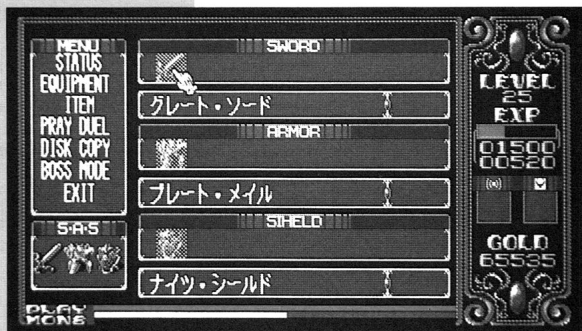 MENU
STATUS
EQUIPMENT
ITEM
PRAY DUEL
DISK COPY
BOSS MODE
EXIT
S·A·S
SWORD
グレート・ソード
ARMOR
プレート・メイル
SIHELD
ナイツ・シールド
LEVEL
25
EXP
01500
00520
GOLD
65535
PLAY
MONS